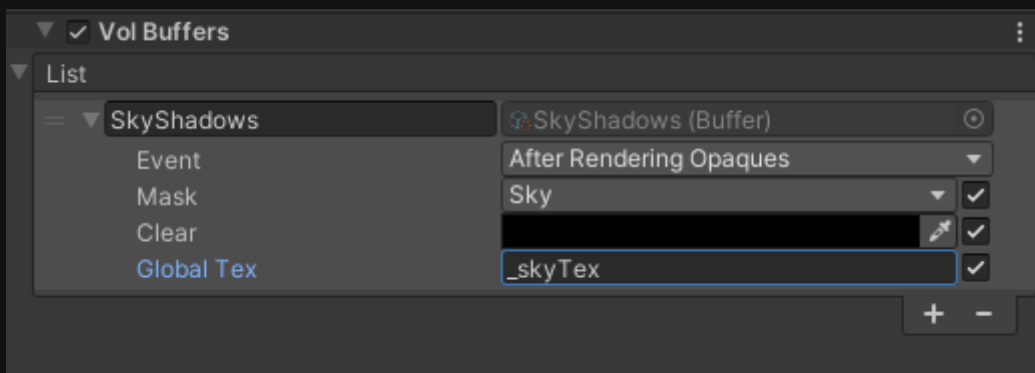 Vol Buffers
List
SkyShadows SkyShadows (Buffer)
Event After Rendering Opaques
Mask Sky
Clear
Global Tex _skyTex
+ -